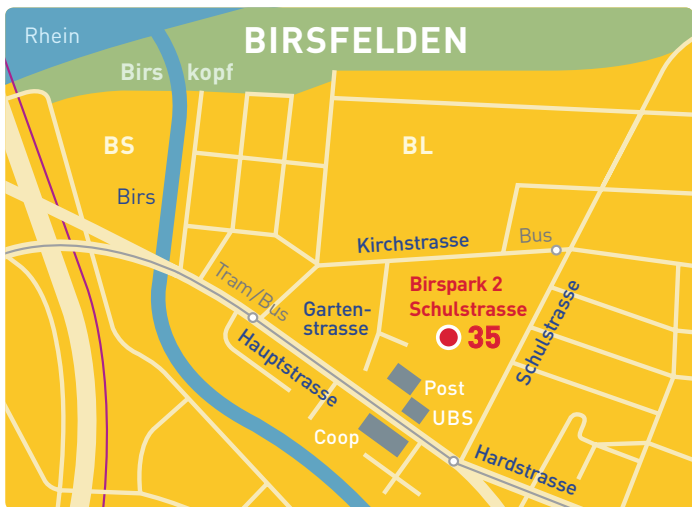 Rhein
BIRSFELDEN
Birs kopf
BS
BL
Birs
Kirchstrasse
Bus
Tram/Bus
Garten-
strasse
Birspark 2
Schulstrasse
35
Schulstrasse
Hauptstrasse
Post
UBS
Coop
Hardstrasse